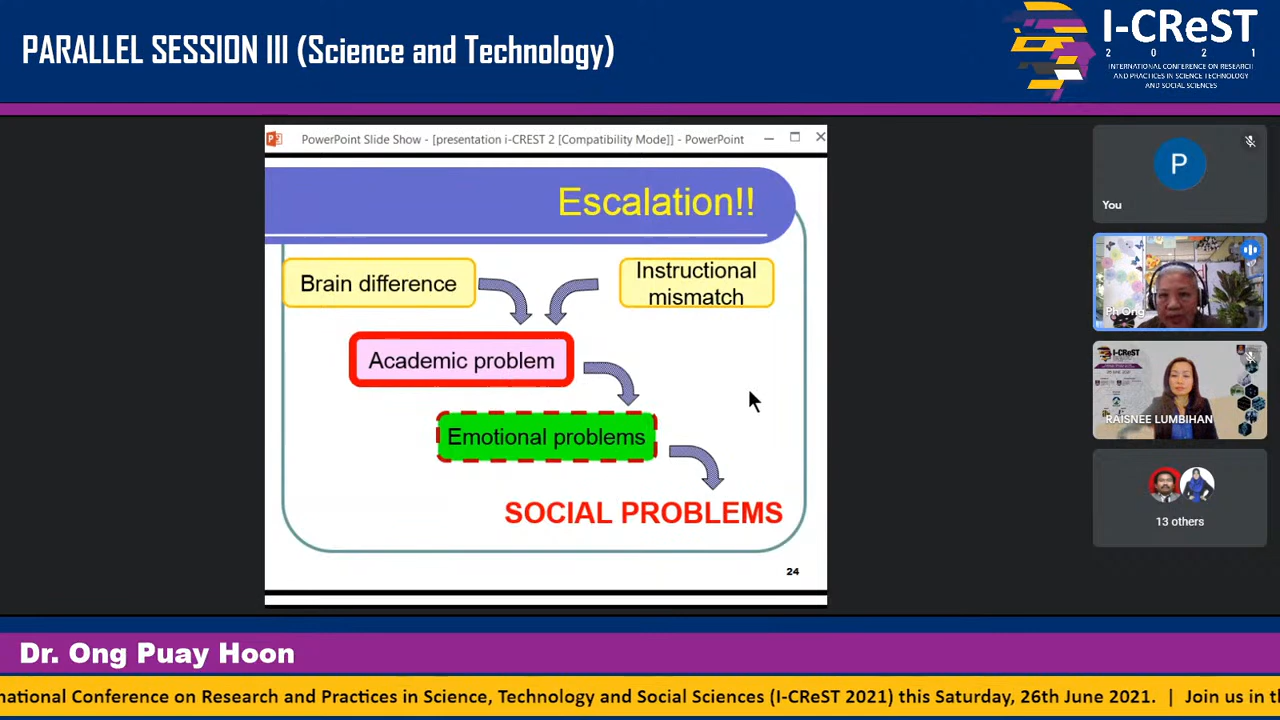 PARALLEL SESSION III (Science and Technology)
I-CReST
2 0 2 1
INTERNATIONAL CONFERENCE ON RESEARCH
AND PRACTICES IN SCIENCE TECHNOLOGY
AND SOCIAL SCIENCES
PowerPoint Slide Show - [presentation i-CREST 2 [Compatibility Mode]] - PowerPoint
Escalation!!
Brain difference
Instructional
mismatch
Academic problem
Emotional problems
SOCIAL PROBLEMS
24
P
You
Ph Ong
I-CReST
RAISNEE LUMBIHAN
13 others
Dr. Ong Puay Hoon
national Conference on Research and Practices in Science, Technology and Social Sciences (I-CReST 2021) this Saturday, 26th June 2021. | Join us in